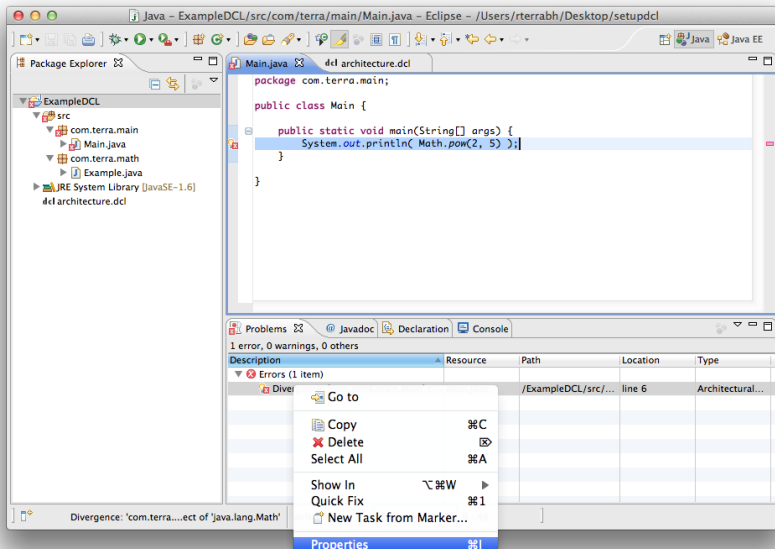 Java – ExampleDCL/src/com/terra/main/Main.java – Eclipse – /Users/rterrabh/Desktop/setupdcl
Java
Java EE
Package Explorer
ExampleDCL
src
com.terra.main
Main.java
com.terra.math
Example.java
JRE System Library [JavaSE-1.6]
dcl architecture.dcl
Main.java
dcl architecture.dcl
package com.terra.main;
public class Main {
public static void main(String[] args) {
System.out.println( Math.pow(2, 5) );
}
}
Problems
@ Javadoc
Declaration
Console
1 error, 0 warnings, 0 others
Description Resource Path Location Type
Errors (1 item)
/ExampleDCL/src/... line 6 Architectural...
Go to
Copy ⌘C
Delete ⌦
Select All ⌘A
Show In ⌥⌘W
Quick Fix ⌘1
New Task from Marker...
Properties ⌘I
Divergence: 'com.terra....ect of 'java.lang.Math'